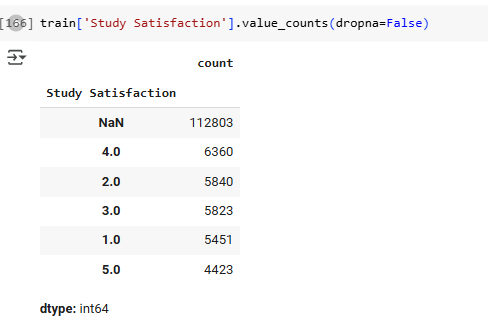 [166] train['Study Satisfaction'].value_counts(dropna=False)
count
Study Satisfaction
NaN 112803
4.0 6360
2.0 5840
3.0 5823
1.0 5451
5.0 4423
dtype: int64